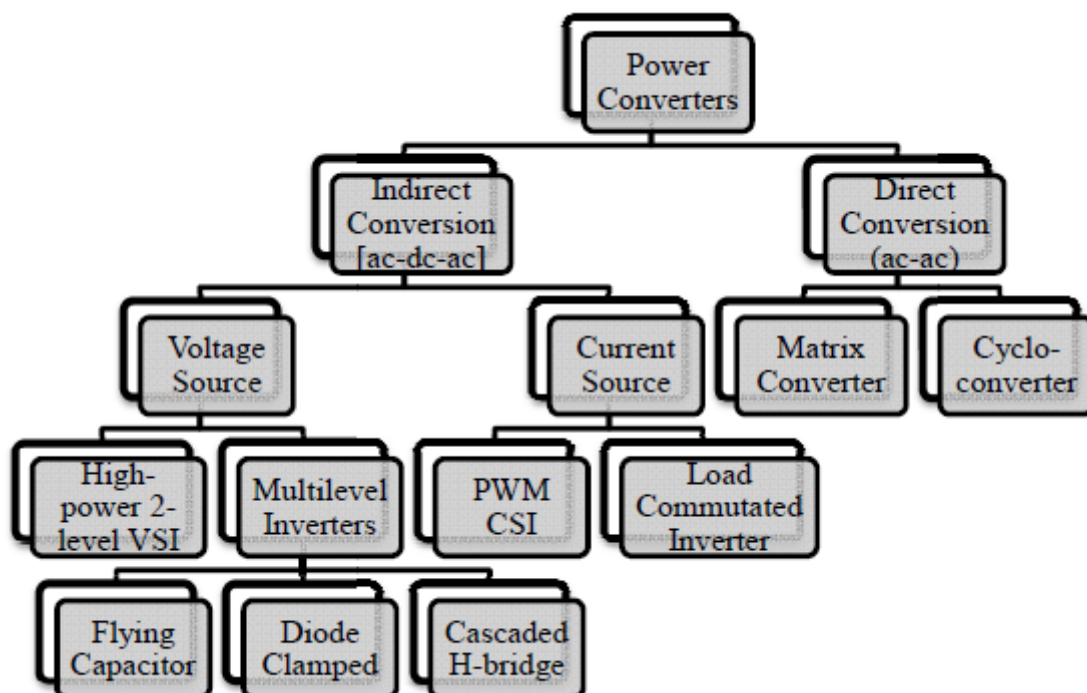 Power
Converters
Indirect
Conversion
[ac-dc-ac]
Direct
Conversion
(ac-ac)
Voltage
Source
Current
Source
Matrix
Converter
Cyclo-
converter
High-
power 2-
level VSI
Multilevel
Inverters
PWM
CSI
Load
Commutated
Inverter
Flying
Capacitor
Diode
Clamped
Cascaded
H-bridge